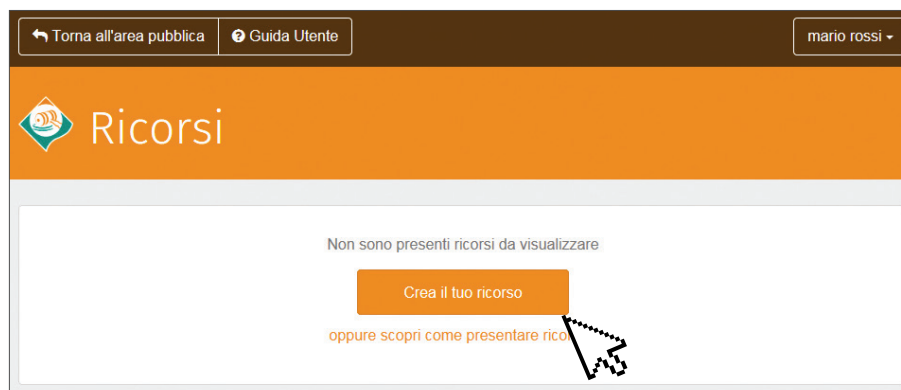 Torna all'area pubblica Guida Utente mario rossi
Ricorsi
Non sono presenti ricorsi da visualizzare
Crea il tuo ricorso
oppure scopri come presentare